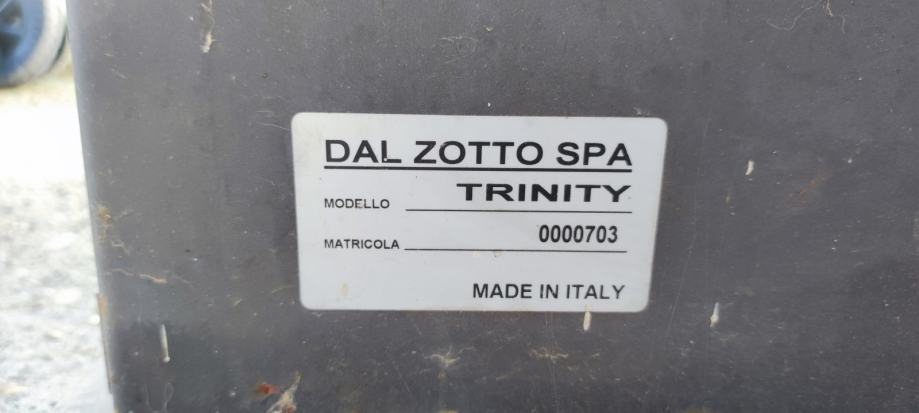 DAL ZOTTO SPA
MODELLO TRINITY
MATRICOLA 0000703
MADE IN ITALY